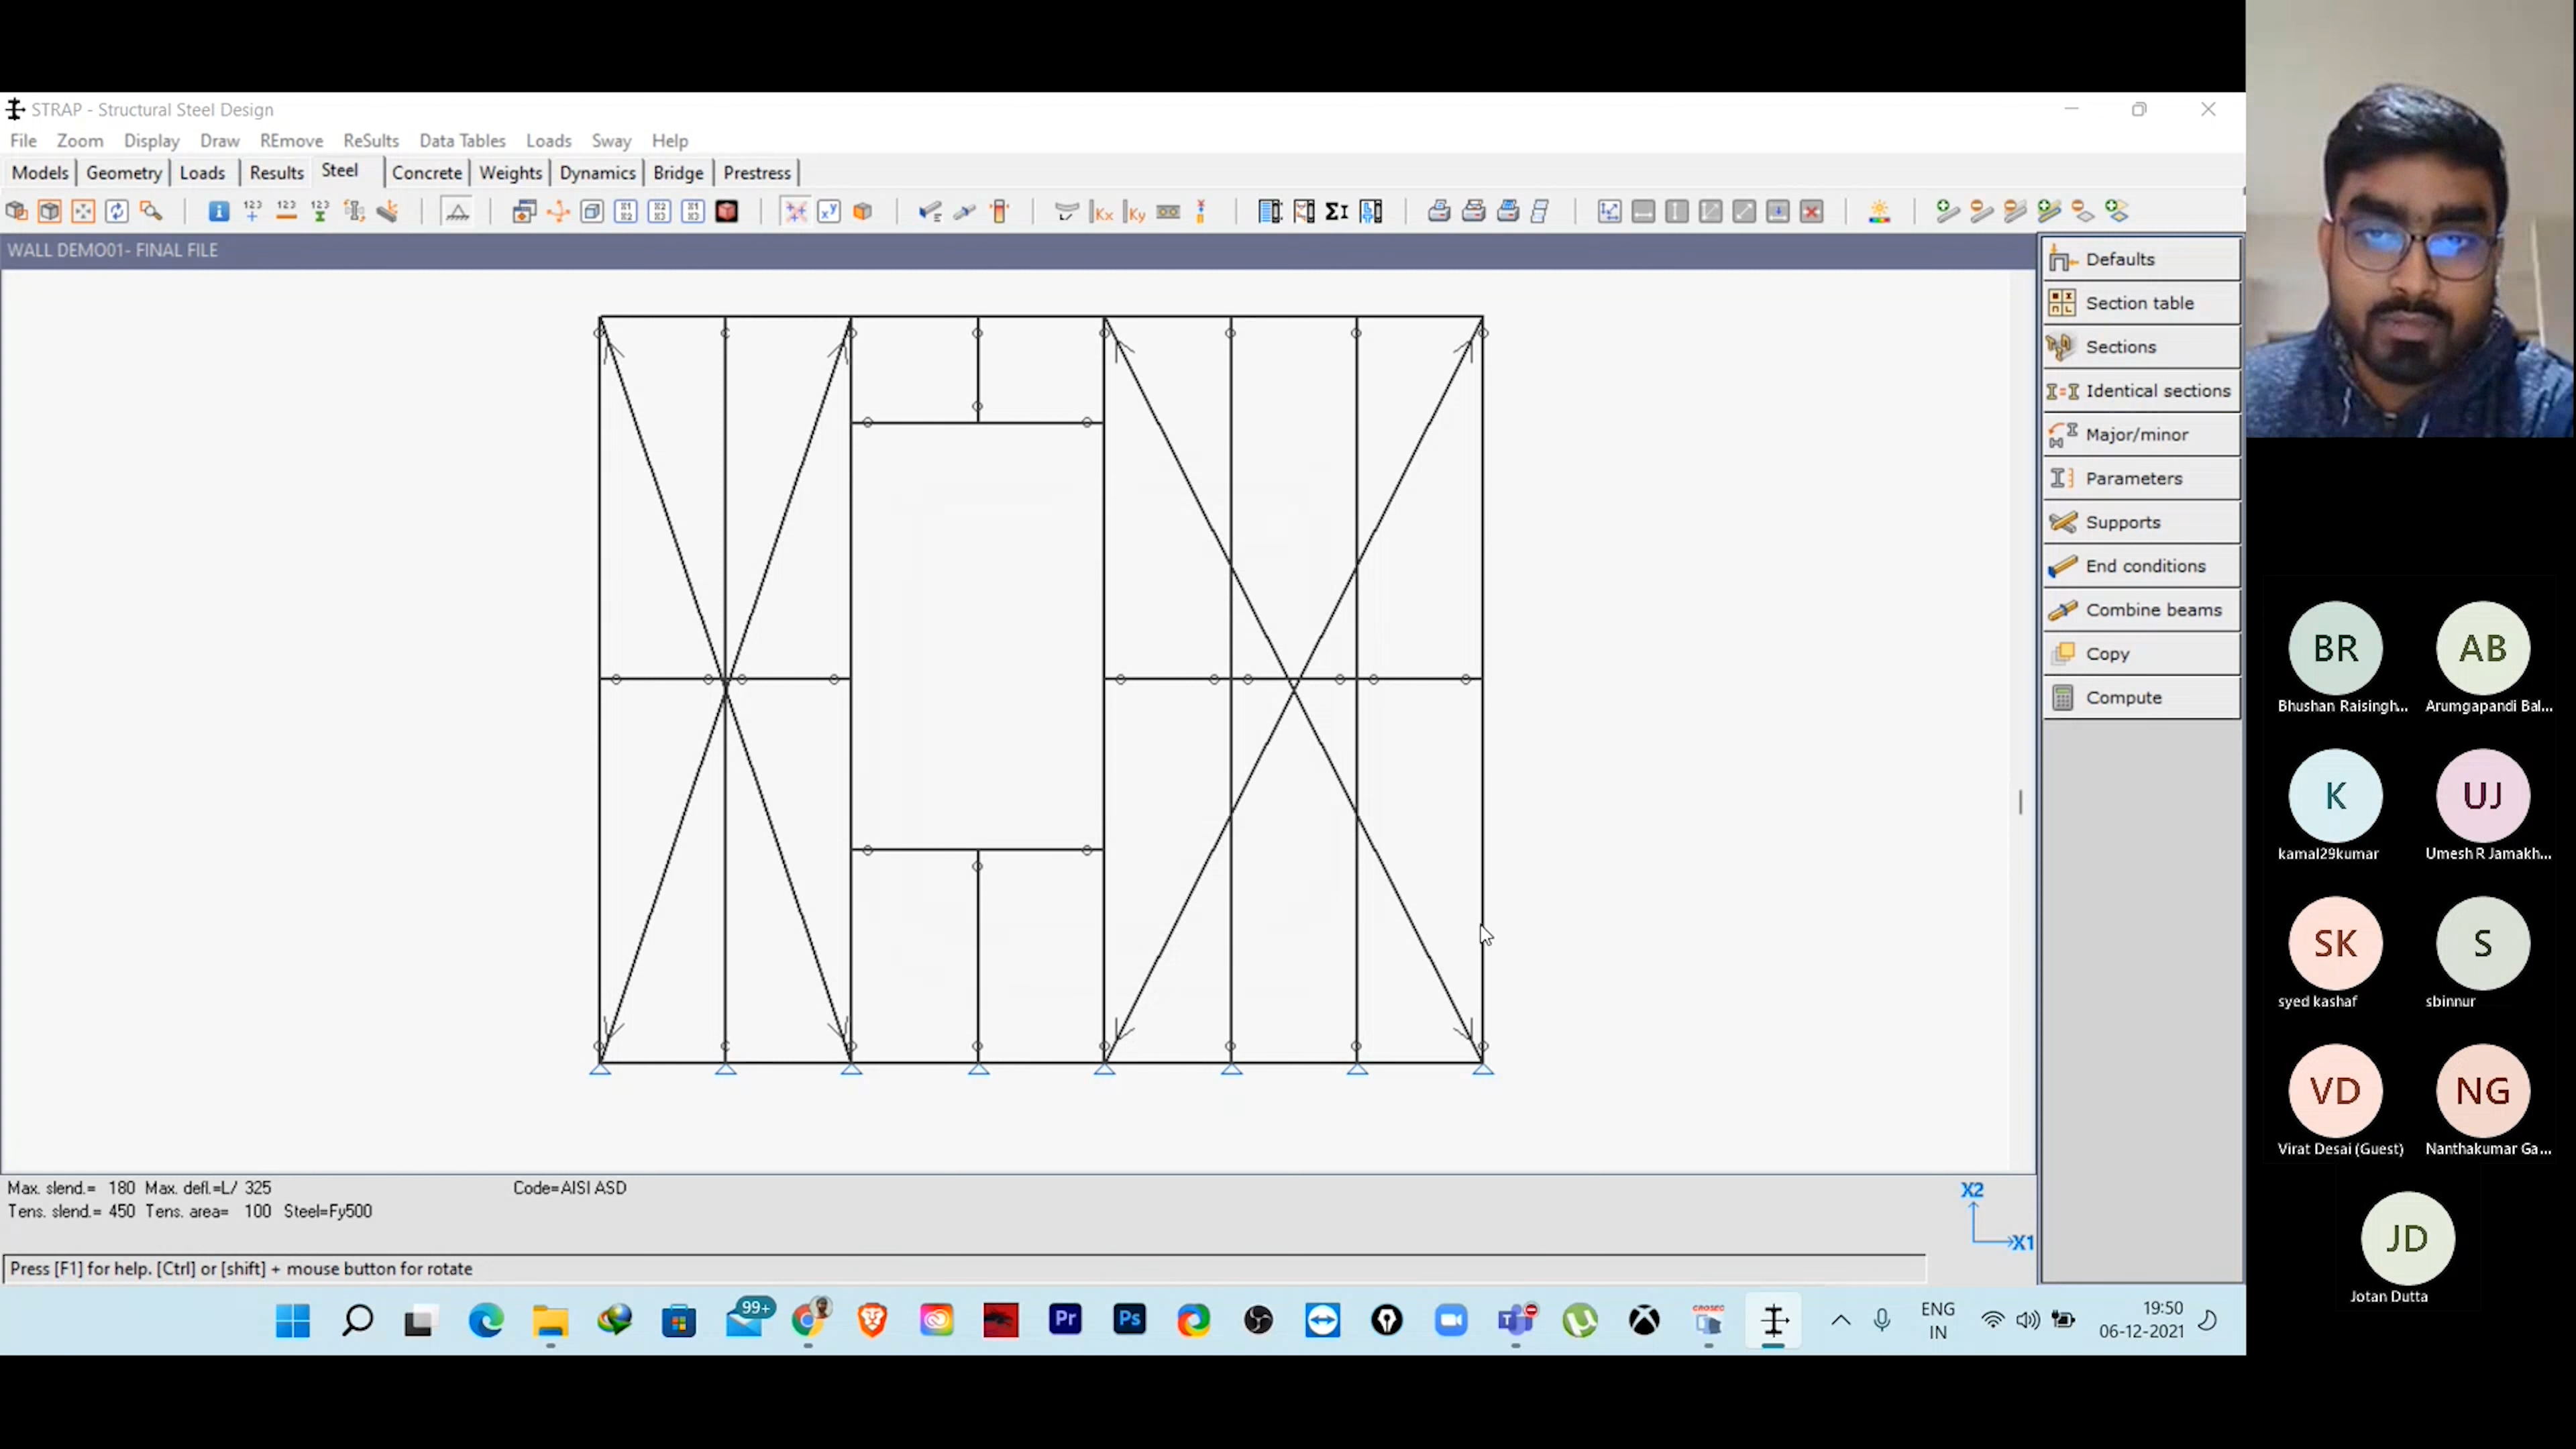 STRAP - Structural Steel Design
File Zoom Display Draw REmove ReSults Data Tables Loads Sway Help
Models Geometry Loads Results Steel Concrete Weights Dynamics Bridge Prestress
WALL DEMO01- FINAL FILE
Defaults
Section table
Sections
Identical sections
Major/minor
Parameters
Supports
End conditions
Combine beams
Copy
Compute
BR AB
Bhushan Raisingh... Arumgapandi Bal...
K UJ
kamal29kumar Umesh R Jamakh...
SK S
syed kashaf sbinnur
VD NG
Virat Desai (Guest) Nanthakumar Ga...
JD
Jotan Dutta
Max. slend.= 180 Max. defl.=L/ 325 Code=AISI ASD
Tens. slend.= 450 Tens. area= 100 Steel=Fy500
X2
X1
Press [F1] for help. [Ctrl] or [shift] + mouse button for rotate
99+
Pr
Ps
CROSEC
ENG
IN
19:50
06-12-2021